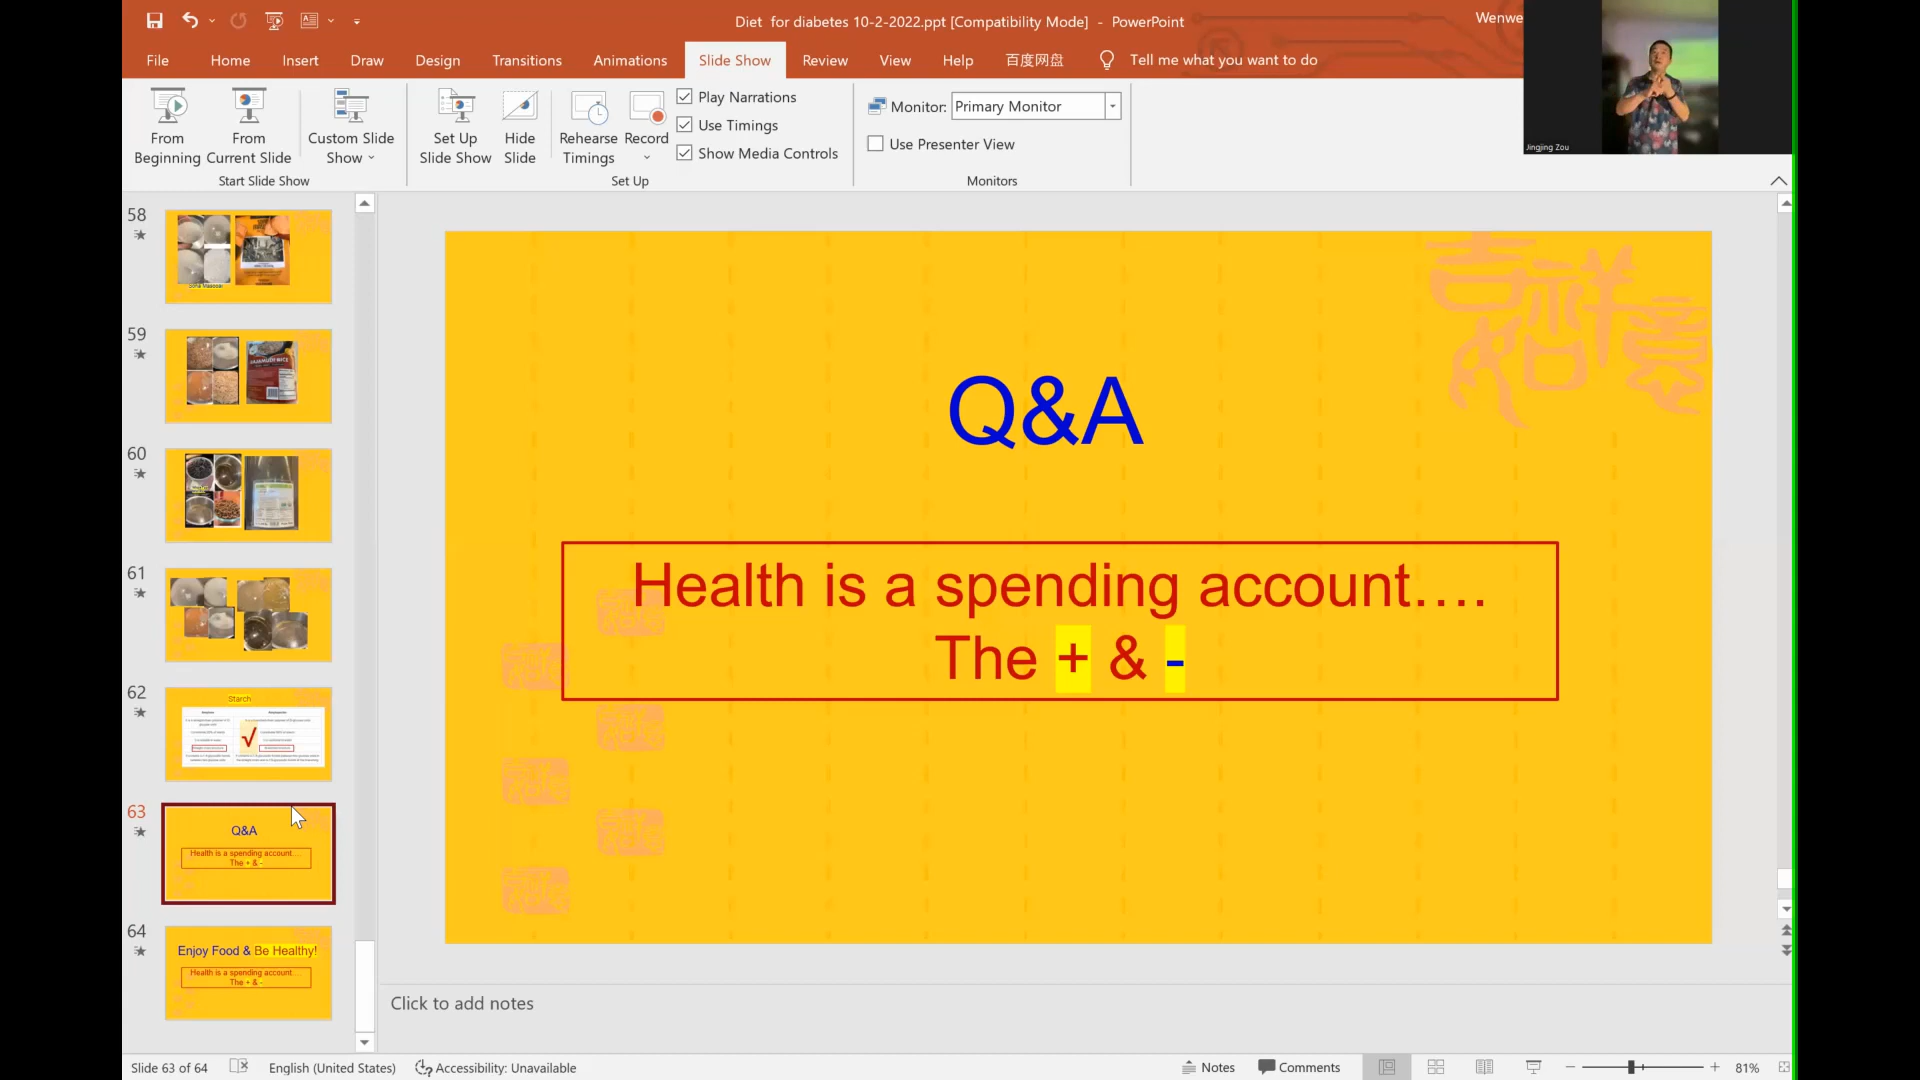 Diet for diabetes 10-2-2022.ppt [Compatibility Mode] - PowerPoint
Wenwe
File Home Insert Draw Design Transitions Animations Slide Show Review View Help 百度网盘 Tell me what you want to do
From Beginning
From Current Slide
Custom Slide Show
Start Slide Show
Set Up Slide Show
Hide Slide
Rehearse Timings
Record
Play Narrations
Use Timings
Show Media Controls
Set Up
Monitor: Primary Monitor
Use Presenter View
Monitors
Jingjing Zou
58
59
60
61
62
Starch
63
Q&A
Health is a spending account....
The + & -
64
Enjoy Food & Be Healthy!
Health is a spending account....
The + & -
吉祥如意
Q&A
Health is a spending account....
The + & -
Click to add notes
Slide 63 of 64 English (United States) Accessibility: Unavailable Notes Comments 81%